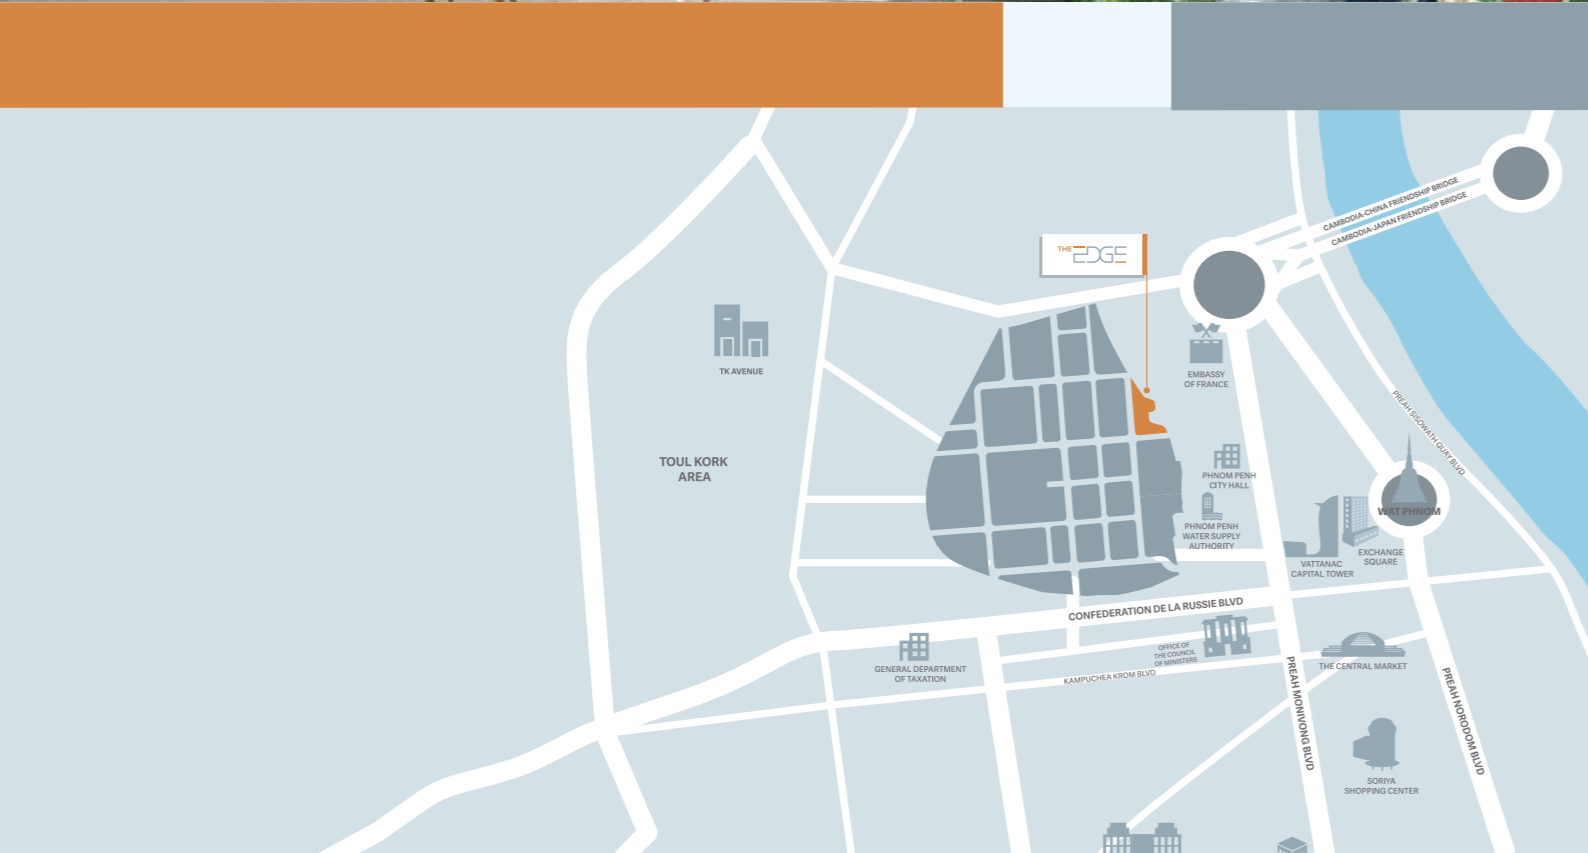 CAMBODIA-CHINA FRIENDSHIP BRIDGE
CAMBODIA-JAPAN FRIENDSHIP BRIDGE
THE EDGE
TK AVENUE
EMBASSY
OF FRANCE
PREAH SISOWATH QUAY BLVD
TOUL KORK
AREA
PHNOM PENH
CITY HALL
WAT PHNOM
PHNOM PENH
WATER SUPPLY
AUTHORITY
EXCHANGE
SQUARE
VATTANAC
CAPITAL TOWER
CONFEDERATION DE LA RUSSIE BLVD
OFFICE OF
THE COUNCIL
OF MINISTERS
GENERAL DEPARTMENT
OF TAXATION
THE CENTRAL MARKET
KAMPUCHEA KROM BLVD
PREAH MONIVONG BLVD
PREAH NORODOM BLVD
SORIYA
SHOPPING CENTER